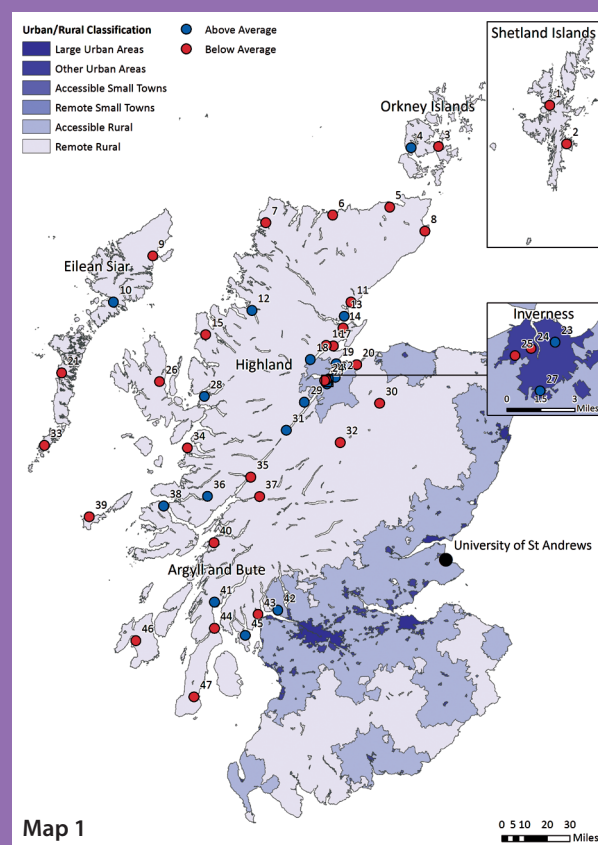 Urban/Rural Classification
Large Urban Areas
Other Urban Areas
Accessible Small Towns
Remote Small Towns
Accessible Rural
Remote Rural
Above Average
Below Average
Shetland Islands
1
2
Orkney Islands
4
3
5
6
7
8
9
Eilean Siar
10
11
12
13
14
15
17
18
19
20
Highland
21
26
28
29
30
31
32
33
34
35
36
37
38
39
40
Inverness
23
24
25
27
0 1.5 3
Miles
University of St Andrews
Argyll and Bute
41
42
43
44
45
46
47
Map 1
0 5 10 20 30
Miles